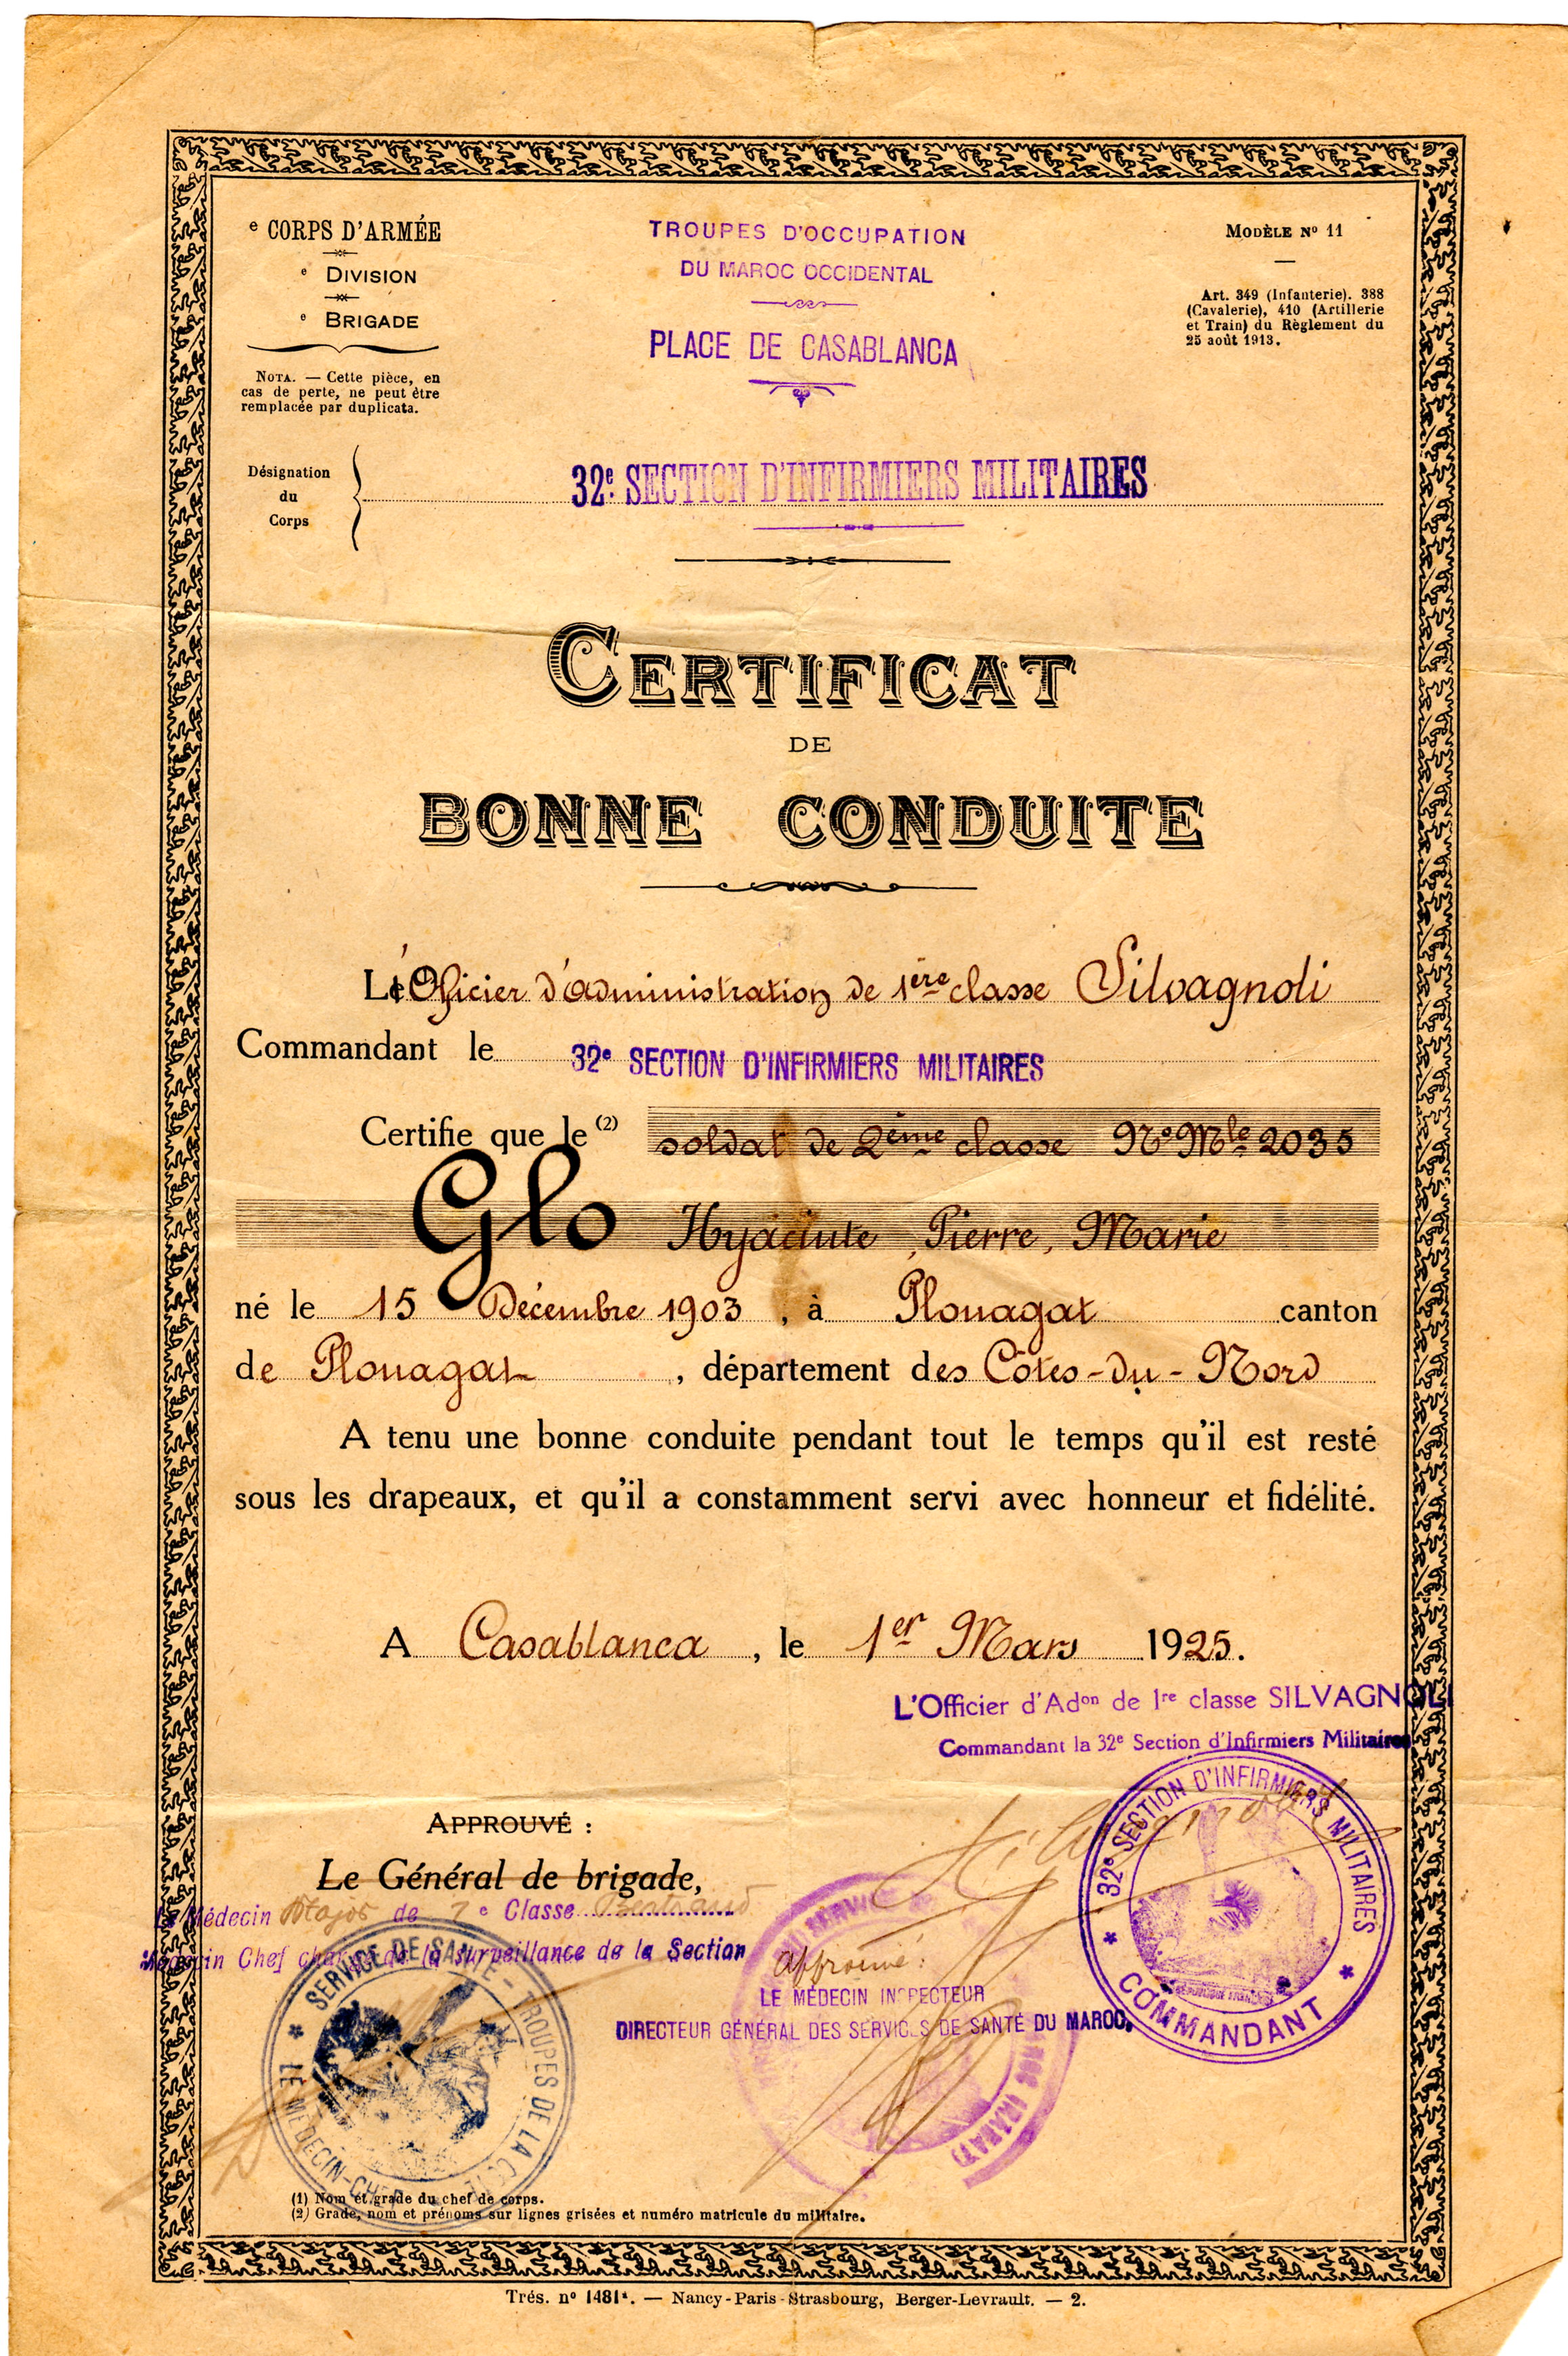 e CORPS D'ARMÉE
e DIVISION
e BRIGADE
NOTA. — Cette pièce, en
cas de perte, ne peut être
remplacée par duplicata.
TROUPES D'OCCUPATION
DU MAROC OCCIDENTAL
PLACE DE CASABLANCA
MODÈLE Nº 11
Art. 349 (Infanterie). 388
(Cavalerie), 410 (Artillerie
et Train) du Règlement du
25 août 1913.
Désignation
du
Corps
32e SECTION D'INFIRMIERS MILITAIRES
CERTIFICAT
DE
BONNE CONDUITE
L'Officier d'administration de 1ère classe Silvagnoli
Commandant le 32e SECTION D'INFIRMIERS MILITAIRES
Certifie que le (2) soldat de 2ème classe Nº Mle 2035
Glo Hyacinte, Pierre, Marie
né le 15 Décembre 1903, à Plouagat canton
de Plouagat, département des Côtes-du-Nord
A tenu une bonne conduite pendant tout le temps qu'il est resté
sous les drapeaux, et qu'il a constamment servi avec honneur et fidélité.
A Casablanca, le 1er Mars 1925.
L'Officier d'Adon de 1re classe SILVAGNOLI
Commandant la 32e Section d'Infirmiers Militaires
32e SECTION D'INFIRMIERS MILITAIRES
COMMANDANT
APPROUVÉ :
Le Général de brigade,
Le Médecin Major de Classe
Médecin Chef chargé de la surveillance de la Section
SERVICE DE SANTÉ - TROUPES DE LA
LE MÉDECIN-CHEF
Approuvé :
LE MÉDECIN INSPECTEUR
DIRECTEUR GÉNÉRAL DES SERVICES DE SANTÉ DU MAROC,
(1) Nom et grade du chef de corps.
(2) Grade, nom et prénoms sur lignes grisées et numéro matricule du militaire.
Trés. nº 1481*. — Nancy-Paris-Strasbourg, Berger-Levrault. — 2.